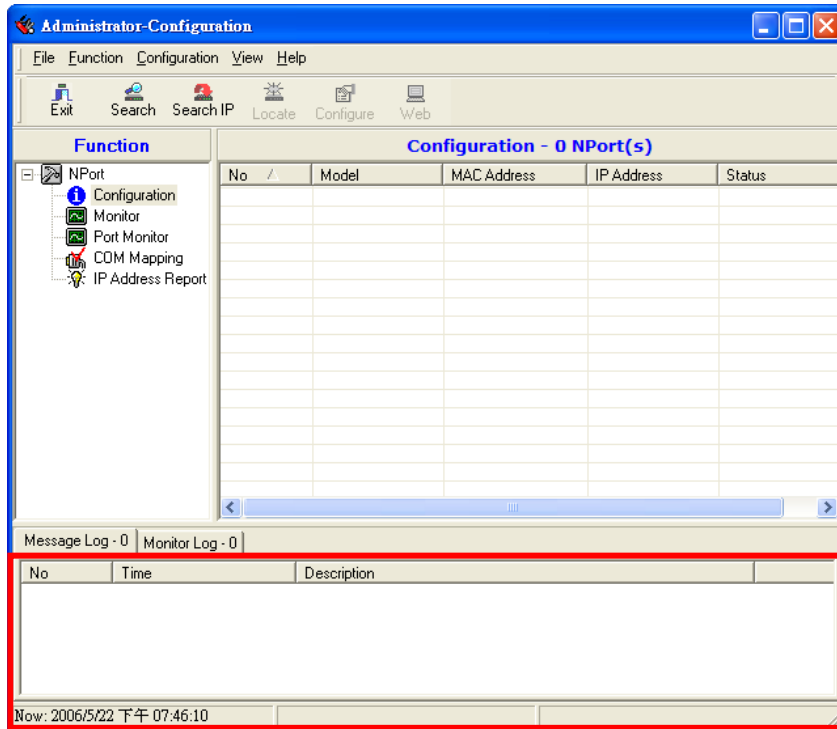 Administrator-Configuration
File Function Configuration View Help
Exit Search Search IP Locate Configure Web
Function
Configuration - 0 NPort(s)
NPort
Configuration
Monitor
Port Monitor
COM Mapping
IP Address Report
No Model MAC Address IP Address Status
Message Log - 0 Monitor Log - 0
No Time Description
Now: 2006/5/22 下午 07:46:10